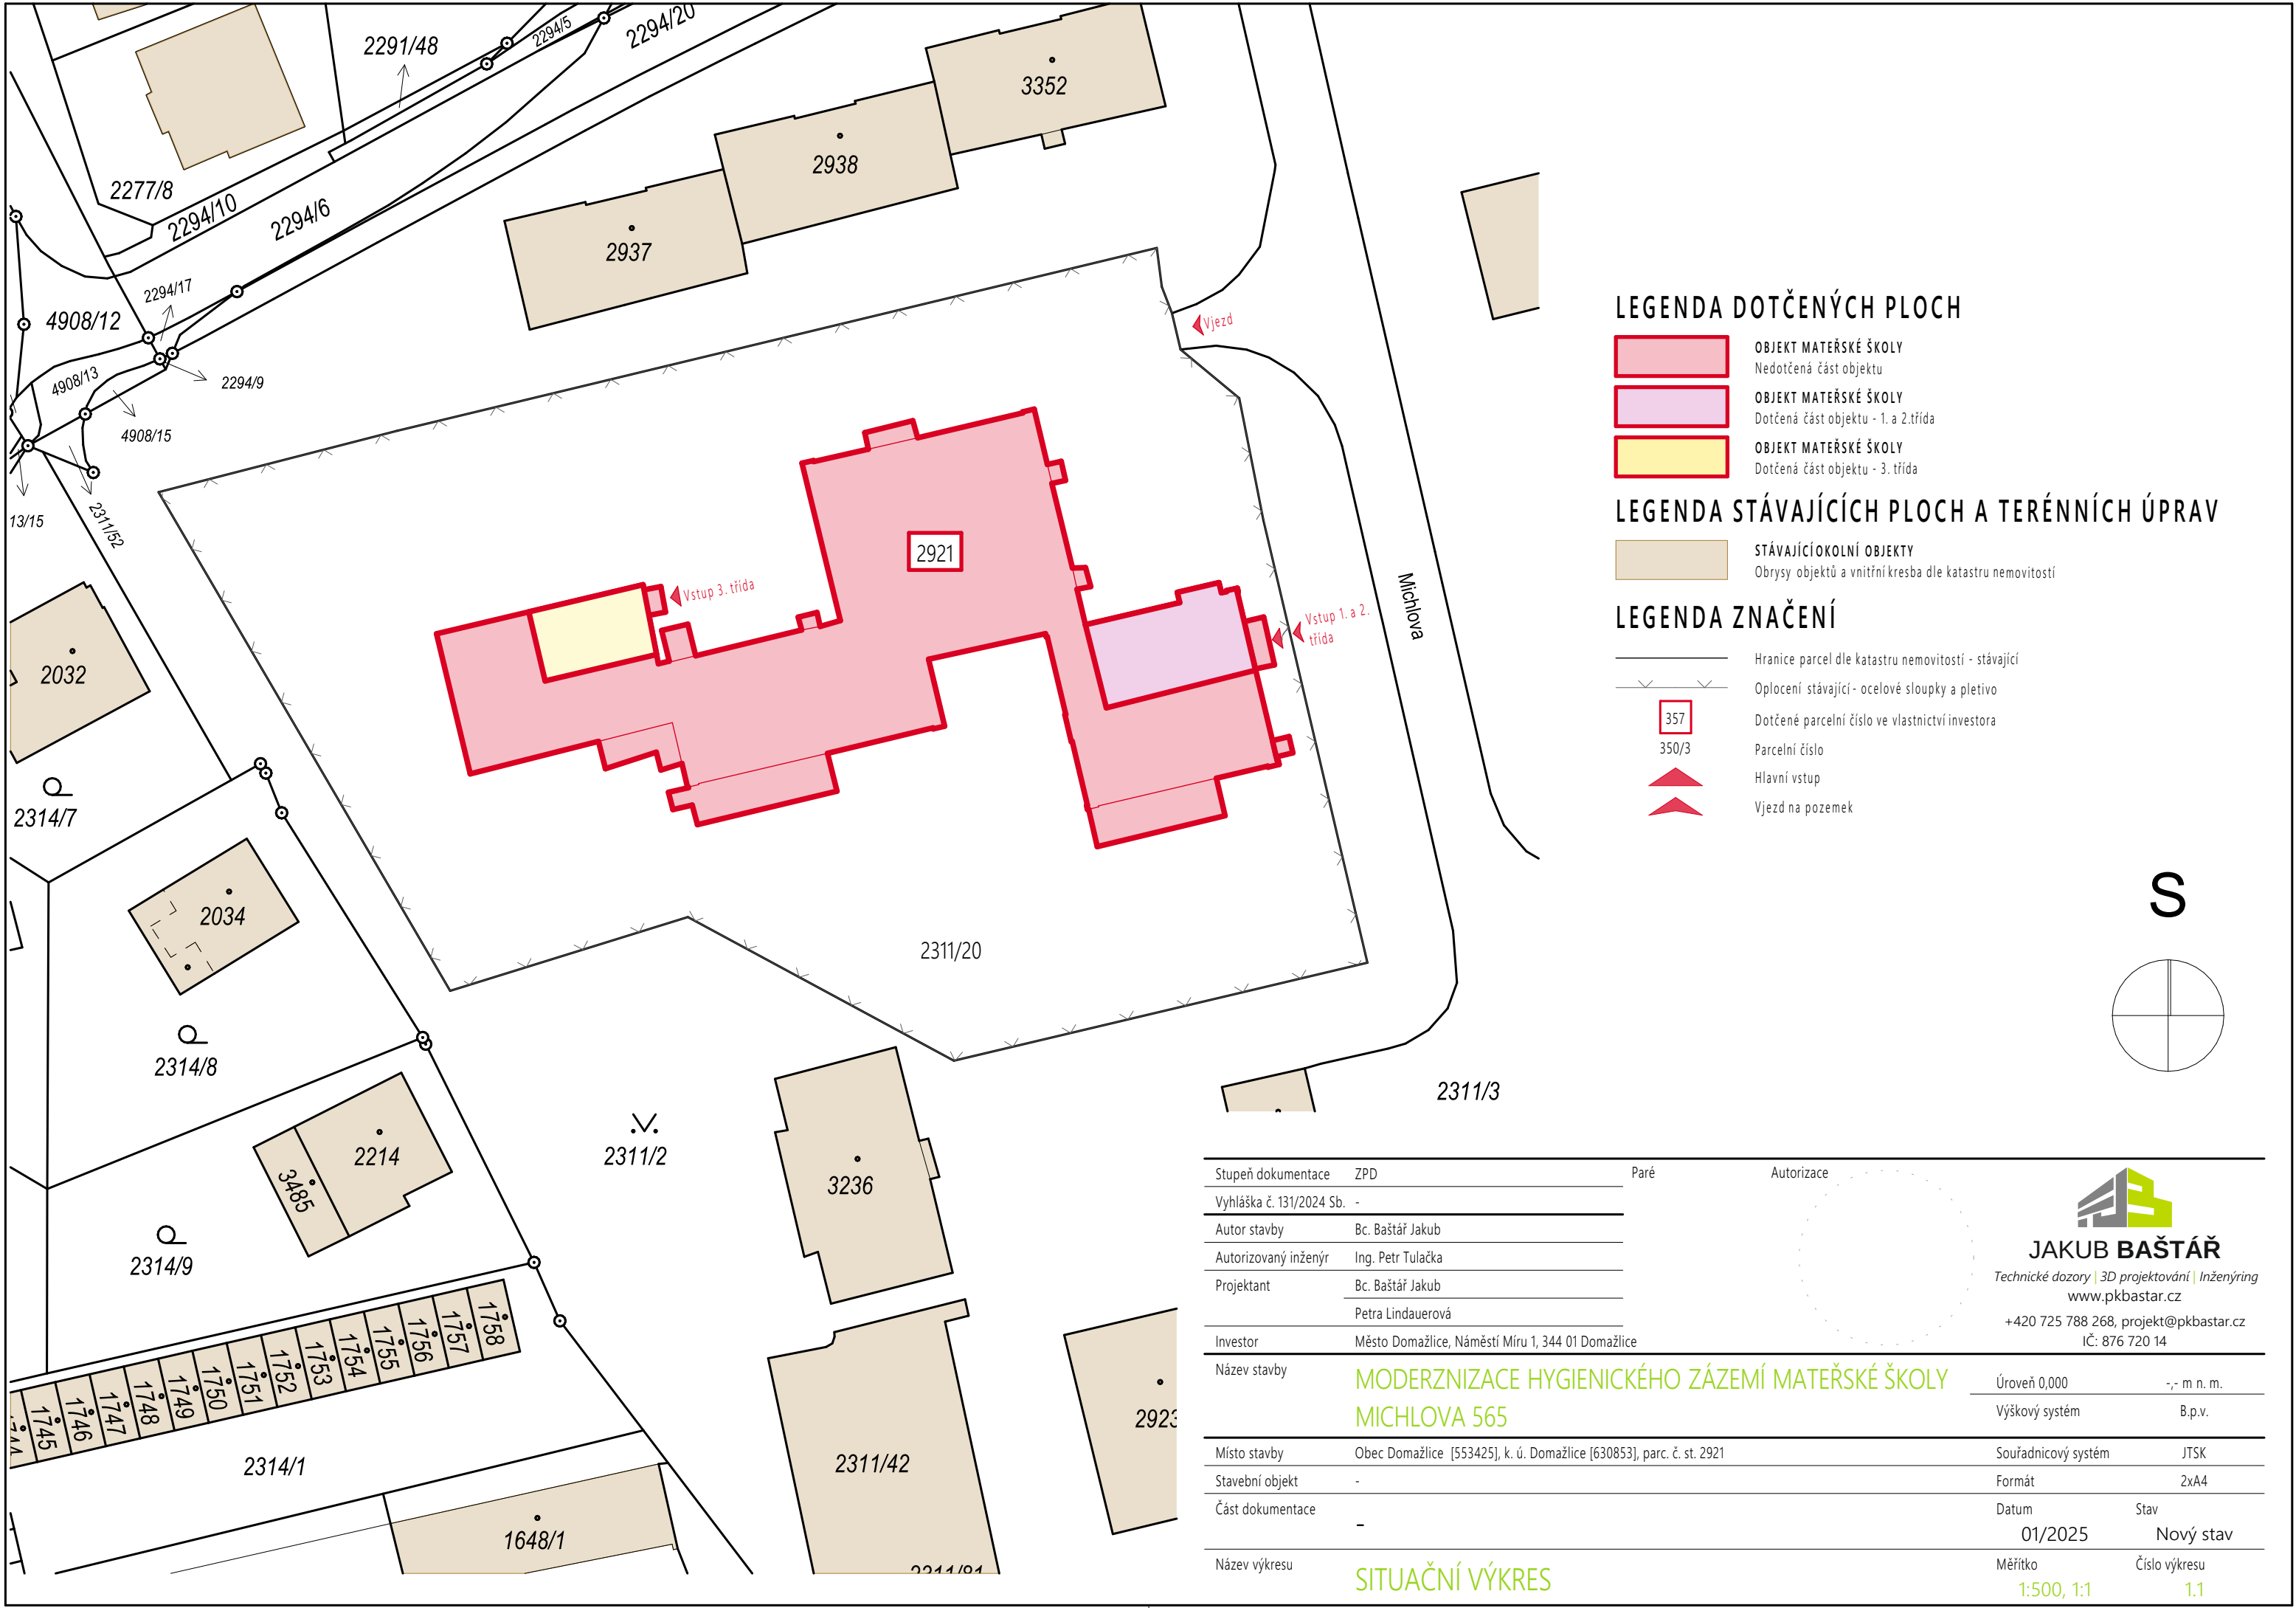 2291/48
2294/5
2294/20
3352
2938
2277/8
2294/10
2294/6
2937
2294/17
4908/12
Vjezd
4908/13
2294/9
4908/15
13/15
2311/52
2921
Vstup 3. třída
Vstup 1. a 2.
třída
Michlova
2032
2314/7
2034
2311/20
2314/8
2311/3
2214
3485
2311/2
3236
2314/9
1758
1757
1756
1755
1754
1753
1752
1751
1750
1749
1748
1747
1746
1745
2314/1
2311/42
2923
1648/1
2311/81
LEGENDA DOTČENÝCH PLOCH
OBJEKT MATEŘSKÉ ŠKOLY
Nedotčená část objektu
OBJEKT MATEŘSKÉ ŠKOLY
Dotčená část objektu - 1. a 2.třída
OBJEKT MATEŘSKÉ ŠKOLY
Dotčená část objektu - 3. třída
LEGENDA STÁVAJÍCÍCH PLOCH A TERÉNNÍCH ÚPRAV
STÁVAJÍCÍ OKOLNÍ OBJEKTY
Obrysy objektů a vnitřní kresba dle katastru nemovitostí
LEGENDA ZNAČENÍ
Hranice parcel dle katastru nemovitostí - stávající
Oplocení stávající - ocelové sloupky a pletivo
357 Dotčené parcelní číslo ve vlastnictví investora
350/3 Parcelní číslo
Hlavní vstup
Vjezd na pozemek
S
Stupeň dokumentace ZPD Paré Autorizace
Vyhláška č. 131/2024 Sb. -
Autor stavby Bc. Baštář Jakub
Autorizovaný inženýr Ing. Petr Tulačka
Projektant Bc. Baštář Jakub
Petra Lindauerová
Investor Město Domažlice, Náměstí Míru 1, 344 01 Domažlice
JAKUB BAŠTÁŘ
Technické dozory | 3D projektování | Inženýring
www.pkbastar.cz
+420 725 788 268, projekt@pkbastar.cz
IČ: 876 720 14
Název stavby MODERZNIZACE HYGIENICKÉHO ZÁZEMÍ MATEŘSKÉ ŠKOLY
MICHLOVA 565
Úroveň 0,000 -,- m n. m.
Výškový systém B.p.v.
Místo stavby Obec Domažlice [553425], k. ú. Domažlice [630853], parc. č. st. 2921 Souřadnicový systém JTSK
Stavební objekt - Formát 2xA4
Část dokumentace - Datum Stav
01/2025 Nový stav
Název výkresu SITUAČNÍ VÝKRES Měřítko Číslo výkresu
1:500, 1:1 1.1